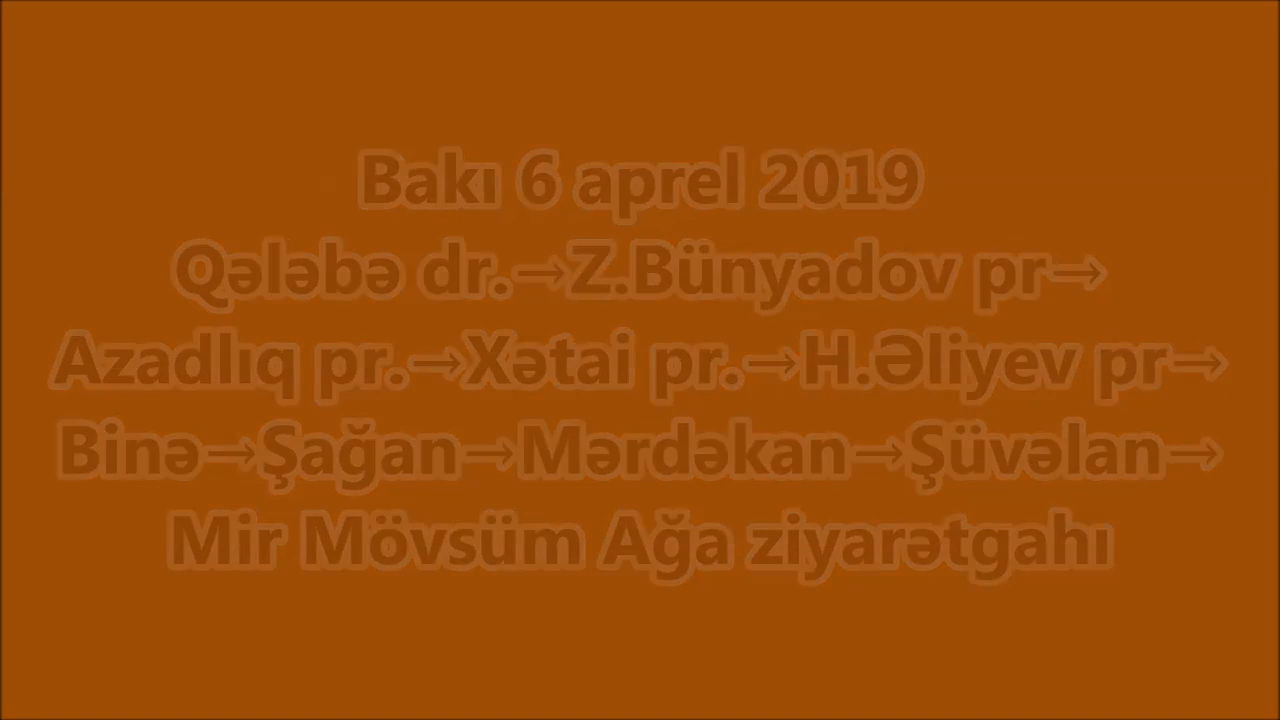 Bakı 6 aprel 2019
Qələbə dr.→Z.Bünyadov pr→
Azadlıq pr.→Xətai pr.→H.Əliyev pr→
Binə→Şağan→Mərdəkan→Şüvəlan→
Mir Mövsüm Ağa ziyarətgahı